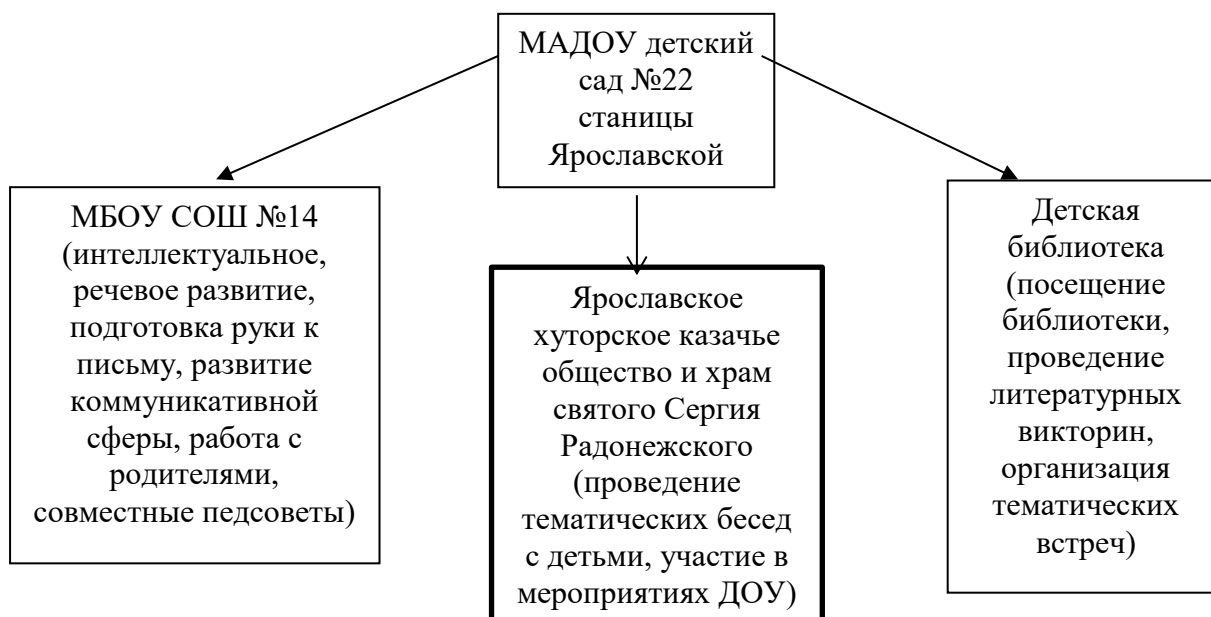 МАДОУ детский
сад №22
станицы
Ярославской
МБОУ СОШ №14
(интеллектуальное,
речевое развитие,
подготовка руки к
письму, развитие
коммуникативной
сферы, работа с
родителями,
совместные педсоветы)
Ярославское
хуторское казачье
общество и храм
святого Сергия
Радонежского
(проведение
тематических бесед
с детьми, участие в
мероприятиях ДОУ)
Детская
библиотека
(посещение
библиотеки,
проведение
литературных
викторин,
организация
тематических
встреч)